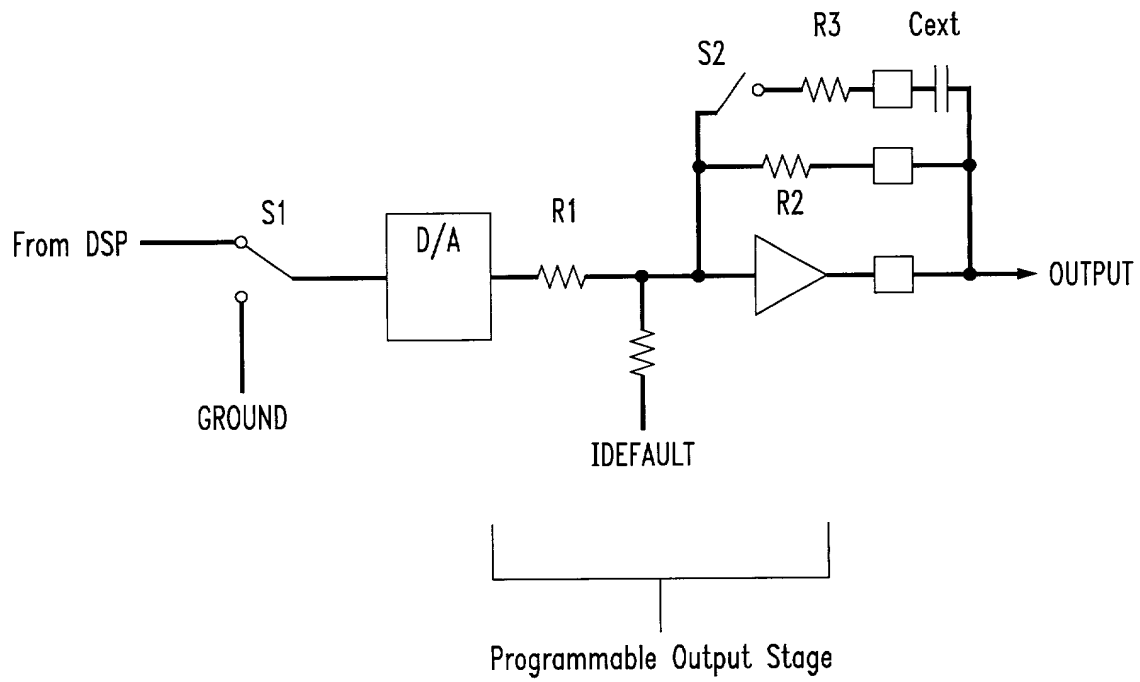 R3
Cext
S2
S1
R1
R2
From DSP
D/A
OUTPUT
GROUND
IDEFAULT
Programmable Output Stage